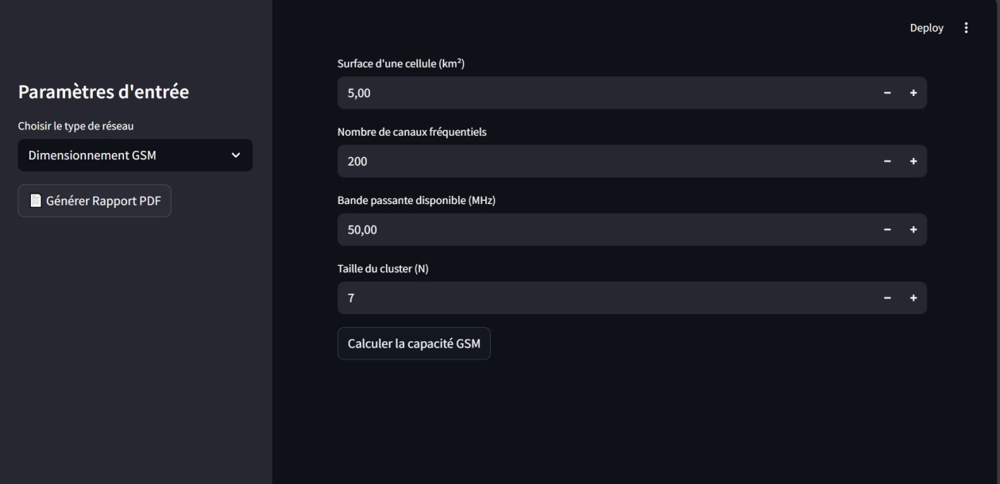 Deploy
Paramètres d'entrée
Choisir le type de réseau
Dimensionnement GSM
Générer Rapport PDF
Surface d'une cellule (km²)
5,00
Nombre de canaux fréquentiels
200
Bande passante disponible (MHz)
50,00
Taille du cluster (N)
7
Calculer la capacité GSM